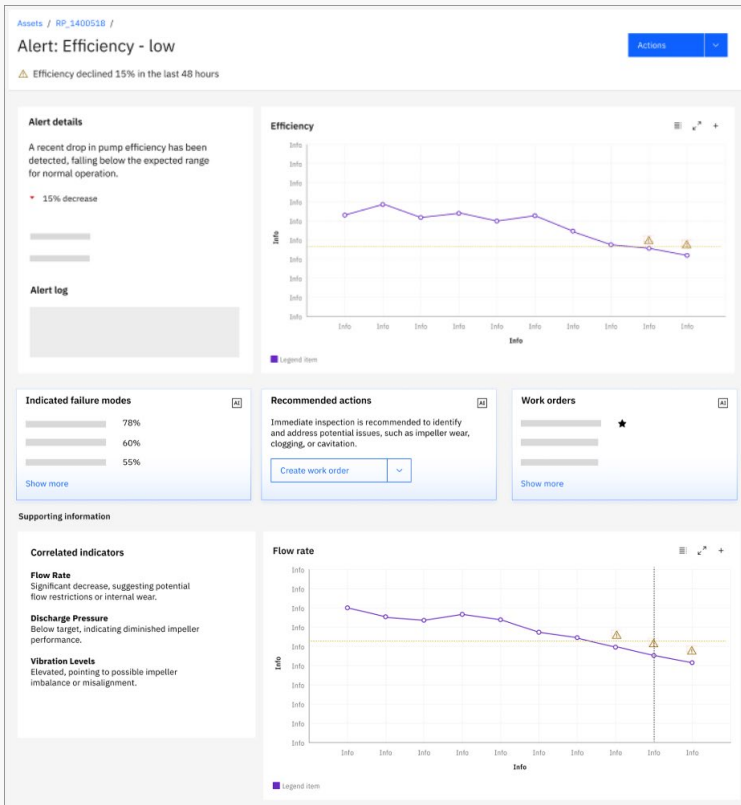 Assets / RP_140051B /
Alert: Efficiency - low
Actions
Efficiency declined 15% in the last 48 hours
Alert details
A recent drop in pump efficiency has been
detected, falling below the expected range
for normal operation.
15% decrease
Alert log
Efficiency
Info
Info
Info
Info
Info
Info
Info
Info
Info
Info
Info
Info Info Info Info Info Info Info Info Info Info
Info
Legend item
Indicated failure modes
AI
78%
60%
55%
Show more
Recommended actions
AI
Immediate inspection is recommended to identify
and address potential issues, such as impeller wear,
clogging, or cavitation.
Create work order
Work orders
AI
Show more
Supporting information
Correlated indicators
Flow Rate
Significant decrease, suggesting potential
flow restrictions or internal wear.
Discharge Pressure
Below target, indicating diminished impeller
performance.
Vibration Levels
Elevated, pointing to possible impeller
imbalance or misalignment.
Flow rate
Info
Info
Info
Info
Info
Info
Info
Info
Info
Info
Info
Info Info Info Info Info Info Info Info Info Info
Info
Legend item